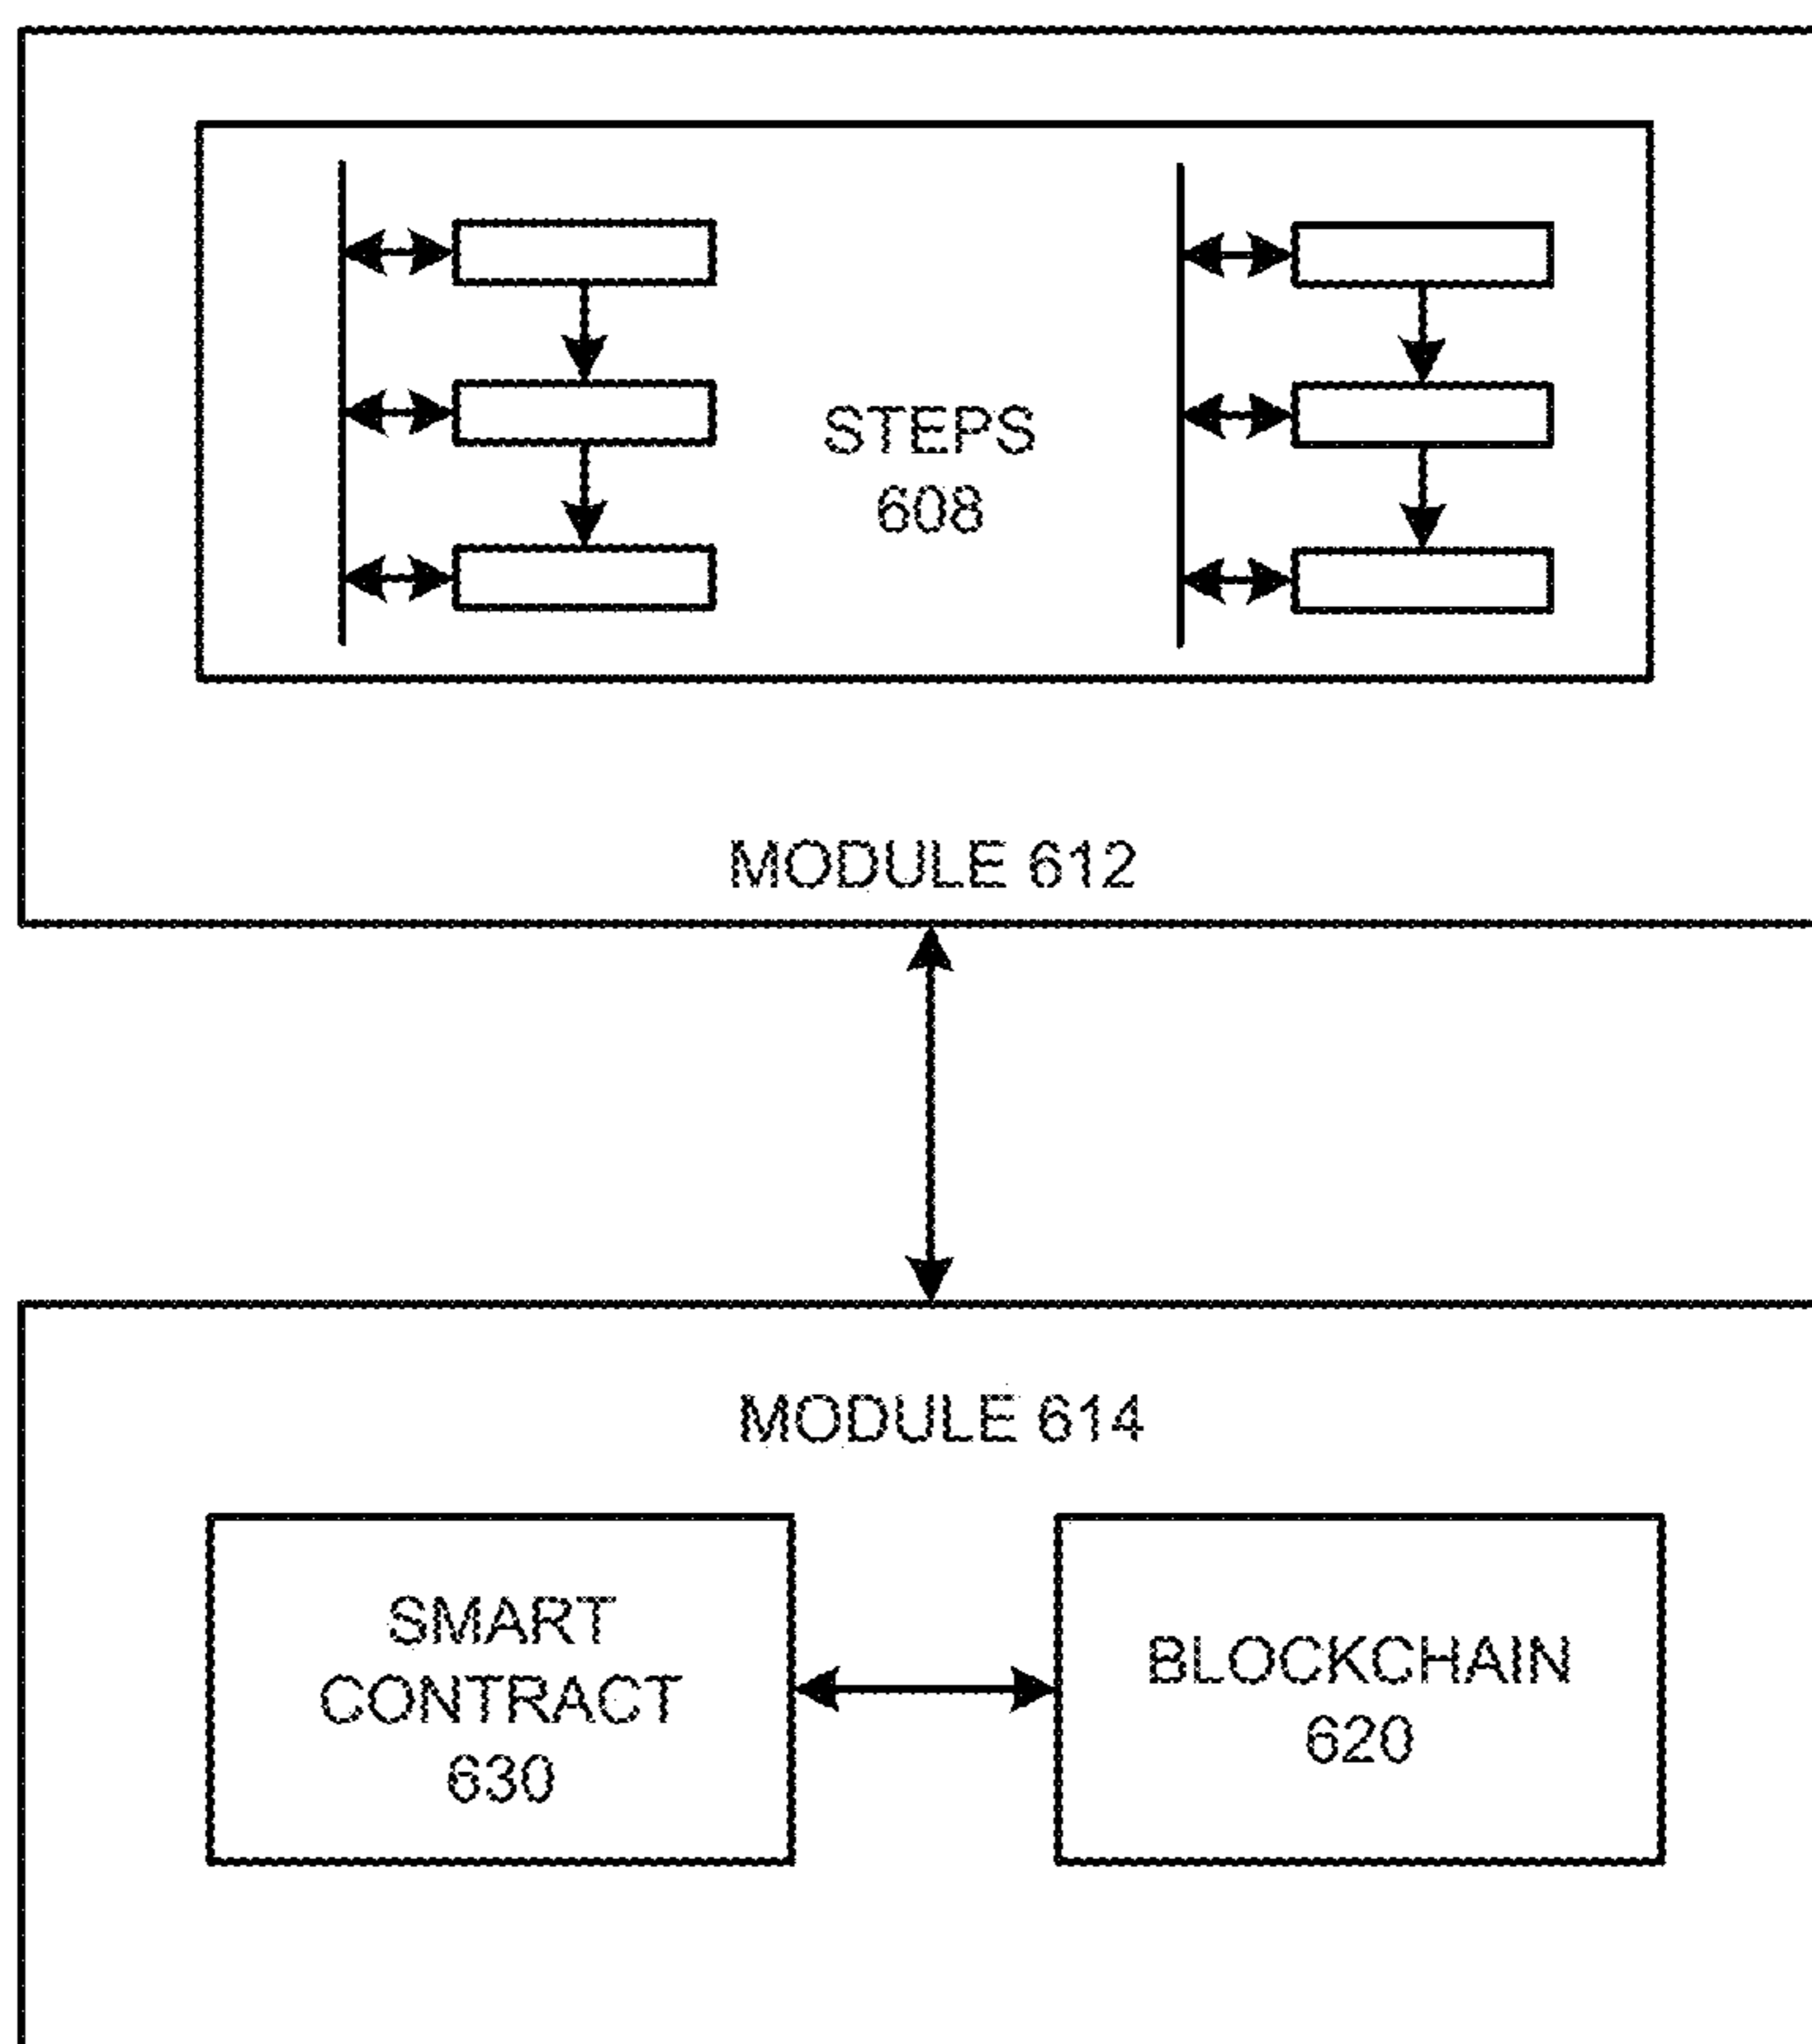 STEPS
608
MODULE 612
MODULE 614
SMART
CONTRACT
630
BLOCKCHAIN
620